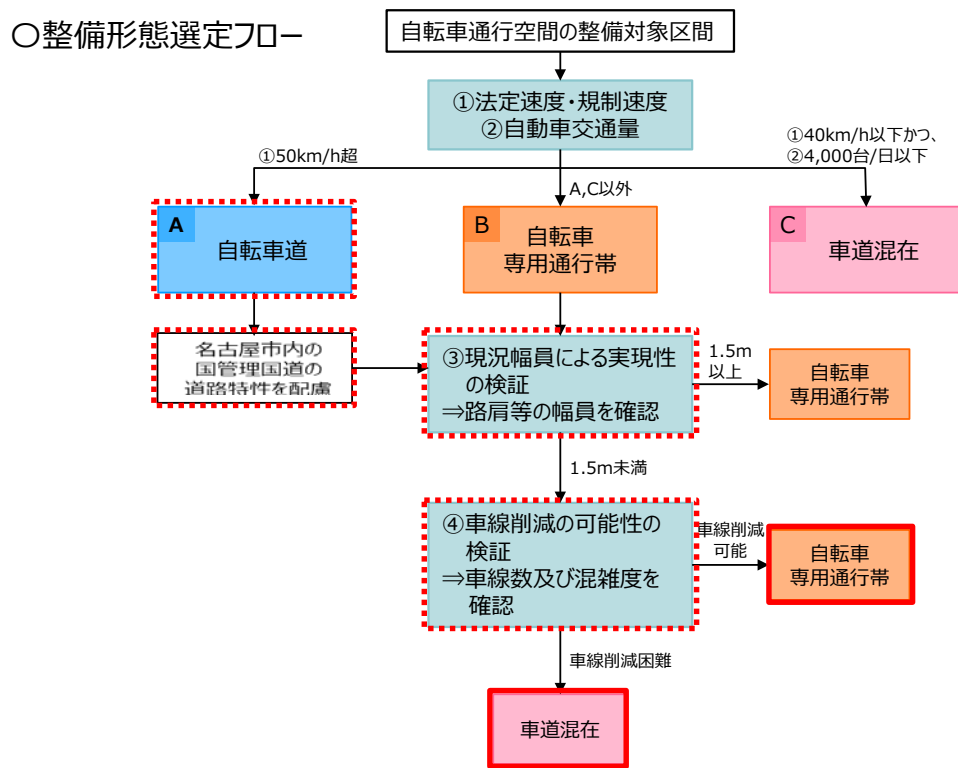 〇整備形態選定フロー
自転車通行空間の整備対象区間
①法定速度・規制速度
②自動車交通量
①50km/h超
A,C以外
①40km/h以下かつ、
②4,000台/日以下
A
自転車道
B
自転車
専用通行帯
C
車道混在
名古屋市内の
国管理国道の
道路特性を配慮
③現況幅員による実現性
の検証
⇒路肩等の幅員を確認
1.5m
以上
自転車
専用通行帯
1.5m未満
④車線削減の可能性の
検証
⇒車線数及び混雑度を
確認
車線削減
可能
自転車
専用通行帯
車線削減困難
車道混在